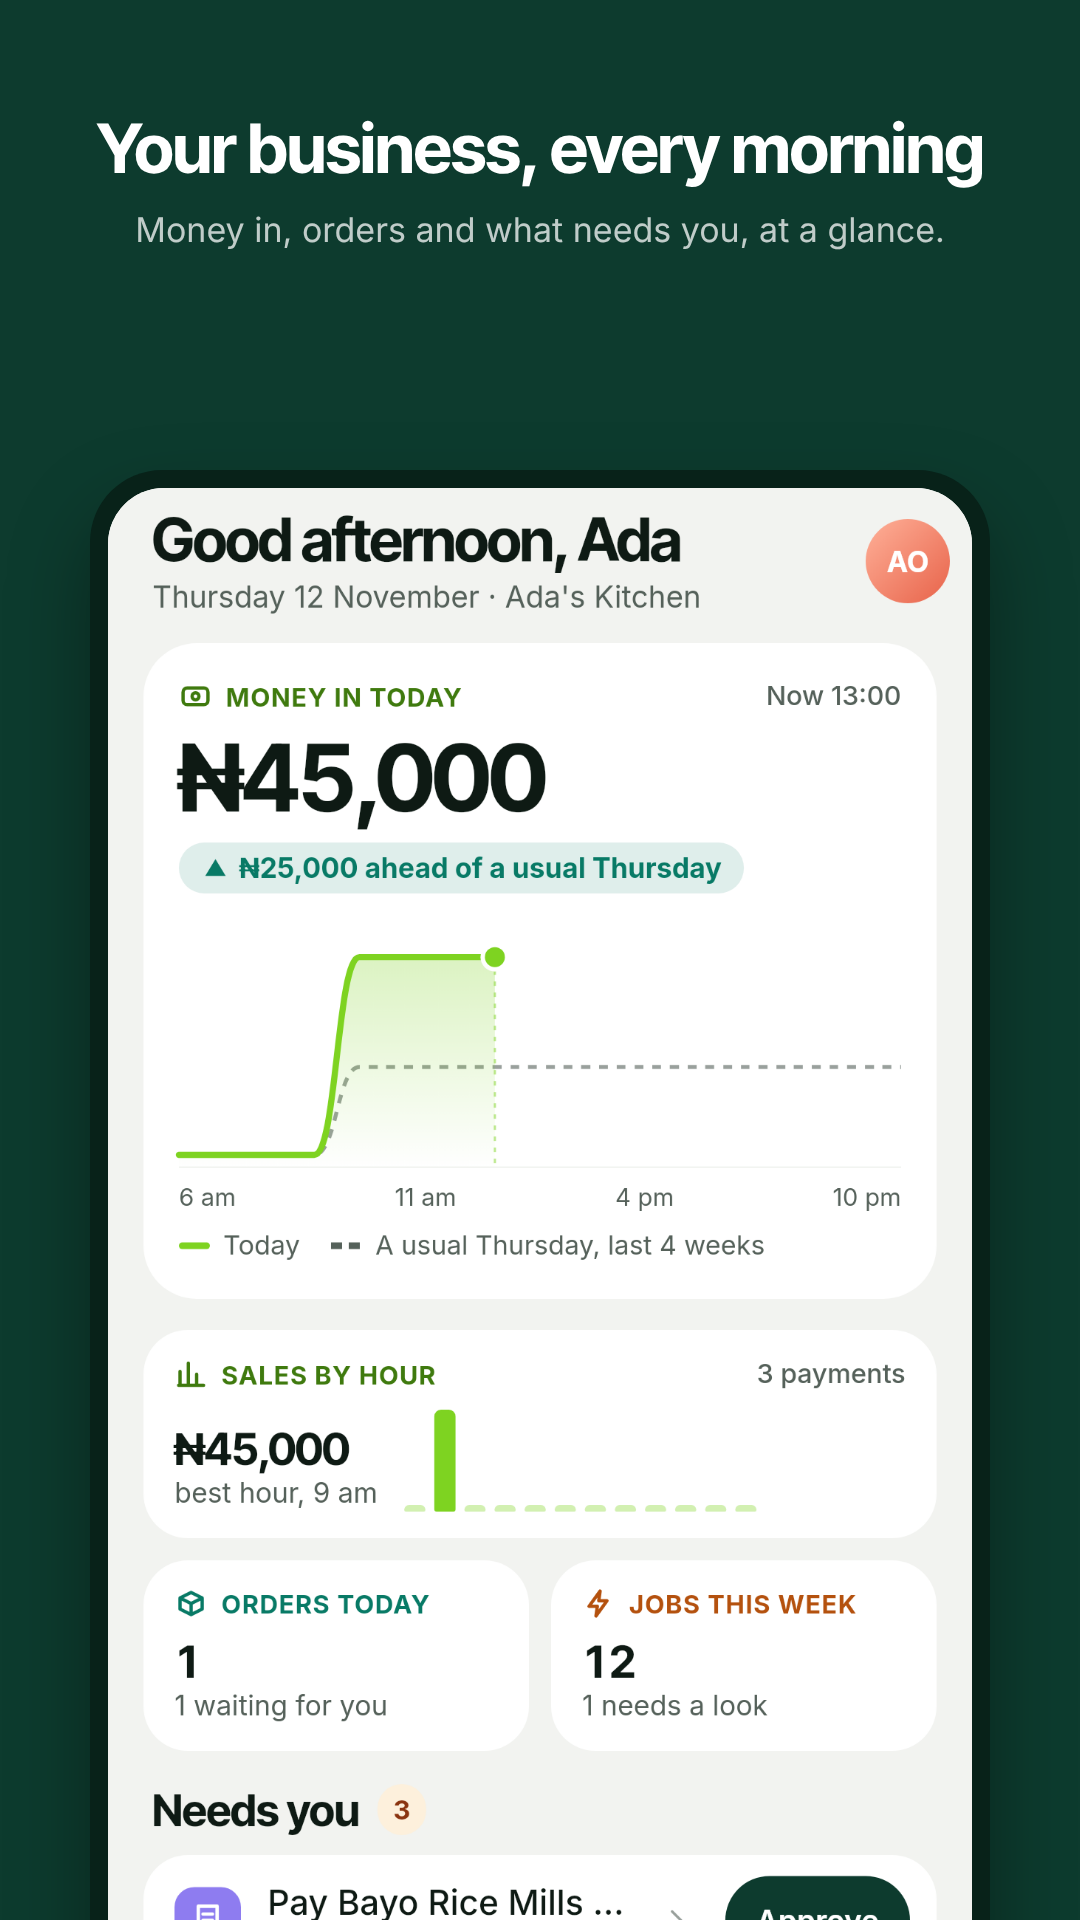 Your business, every morning
Money in, orders and what needs you, at a glance.
Good afternoon, Ada
AO
Thursday 12 November · Ada's Kitchen
MONEY IN TODAY
Now 13:00
₦45,000
▲ ₦25,000 ahead of a usual Thursday
6 am
11 am
4 pm
10 pm
Today
A usual Thursday, last 4 weeks
SALES BY HOUR
3 payments
₦45,000
best hour, 9 am
ORDERS TODAY
1
1 waiting for you
JOBS THIS WEEK
12
1 needs a look
Needs you
3
Pay Bayo Rice Mills ...
Approve